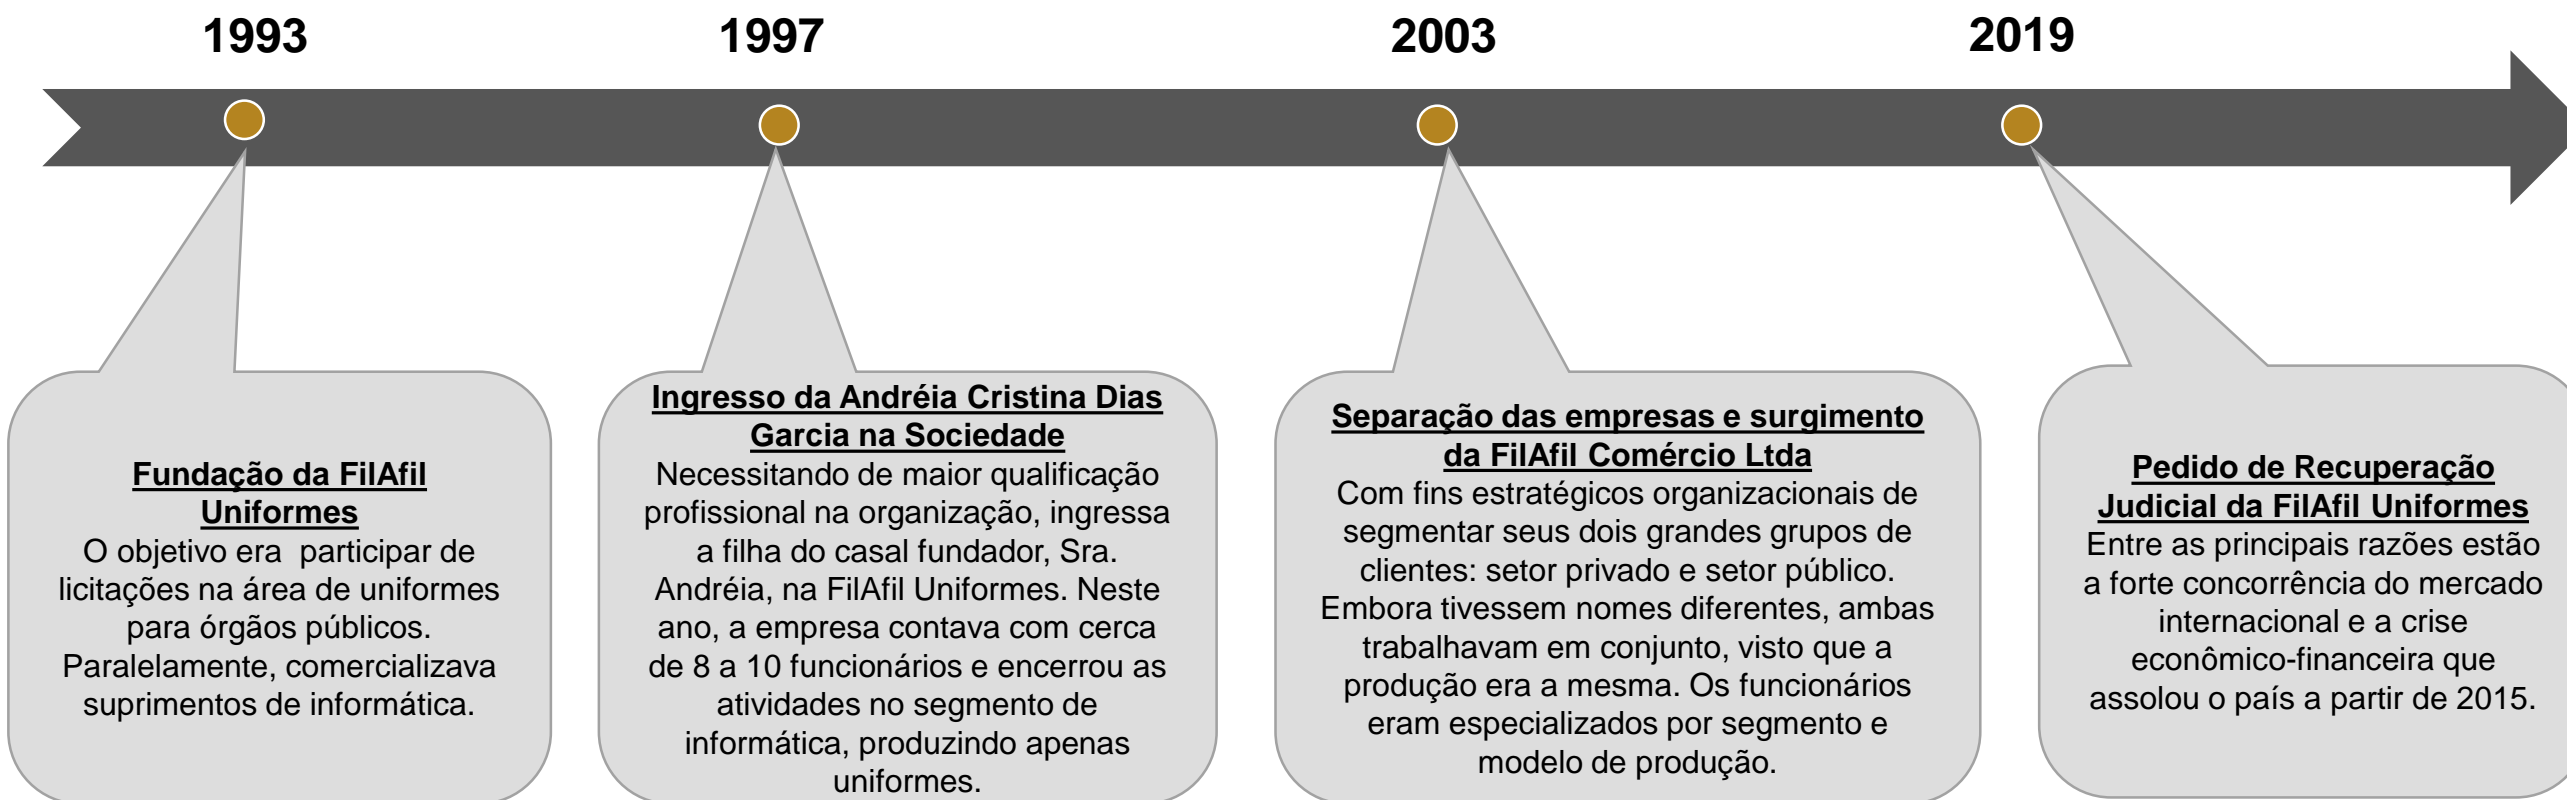 1993
1997
2003
2019
Fundação da FilAfil
Uniformes
O objetivo era  participar de
licitações na área de uniformes
para órgãos públicos.
Paralelamente, comercializava
suprimentos de informática.
Ingresso da Andréia Cristina Dias
Garcia na Sociedade
Necessitando de maior qualificação
profissional na organização, ingressa
a filha do casal fundador, Sra.
Andréia, na FilAfil Uniformes. Neste
ano, a empresa contava com cerca
de 8 a 10 funcionários e encerrou as
atividades no segmento de
informática, produzindo apenas
uniformes.
Separação das empresas e surgimento
da FilAfil Comércio Ltda
Com fins estratégicos organizacionais de
segmentar seus dois grandes grupos de
clientes: setor privado e setor público.
Embora tivessem nomes diferentes, ambas
trabalhavam em conjunto, visto que a
produção era a mesma. Os funcionários
eram especializados por segmento e
modelo de produção.
Pedido de Recuperação
Judicial da FilAfil Uniformes
Entre as principais razões estão
a forte concorrência do mercado
internacional e a crise
econômico-financeira que
assolou o país a partir de 2015.